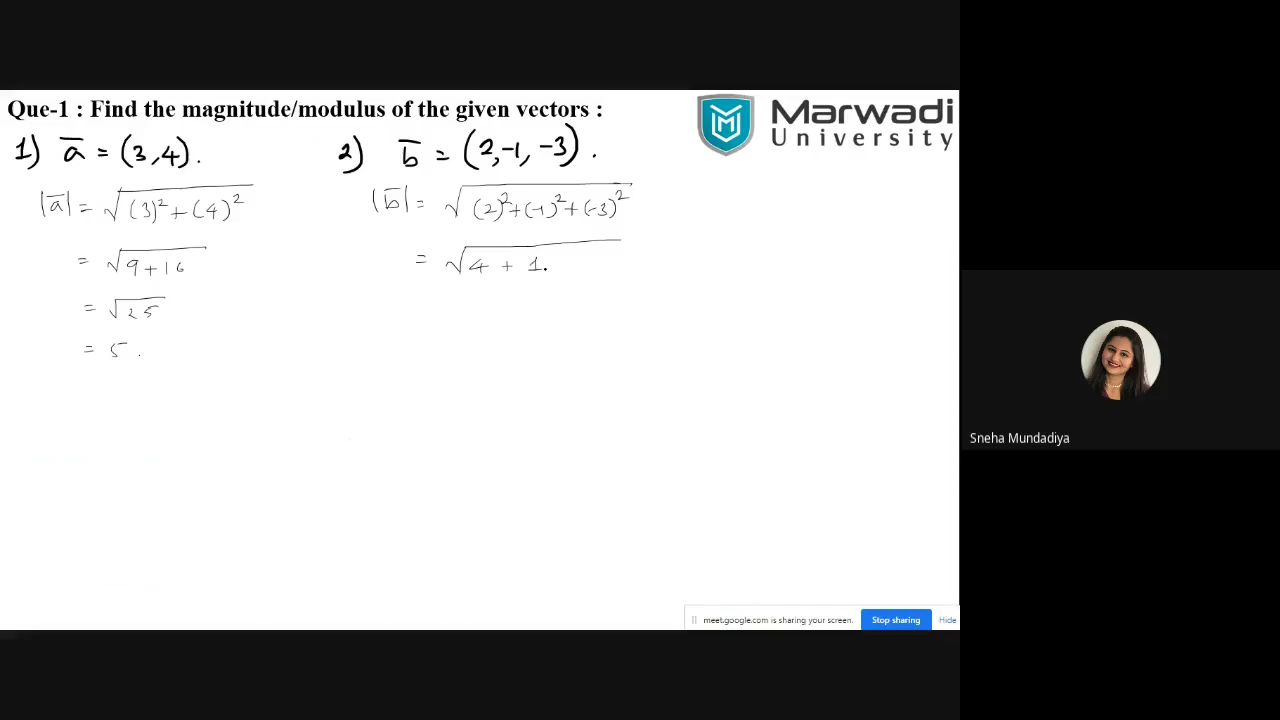 Que-1 : Find the magnitude/modulus of the given vectors :
Marwadi
University
1) a̅ = (3,4).
2) b̅ = (2,-1,-3).
|a̅| = √((3)² + (4)²)
= √(9+16)
= √25
= 5.
|b̅| = √((2)²+(-1)²+(-3)²)
= √(4 + 1.
Sneha Mundadiya
meet.google.com is sharing your screen.
Stop sharing
Hide